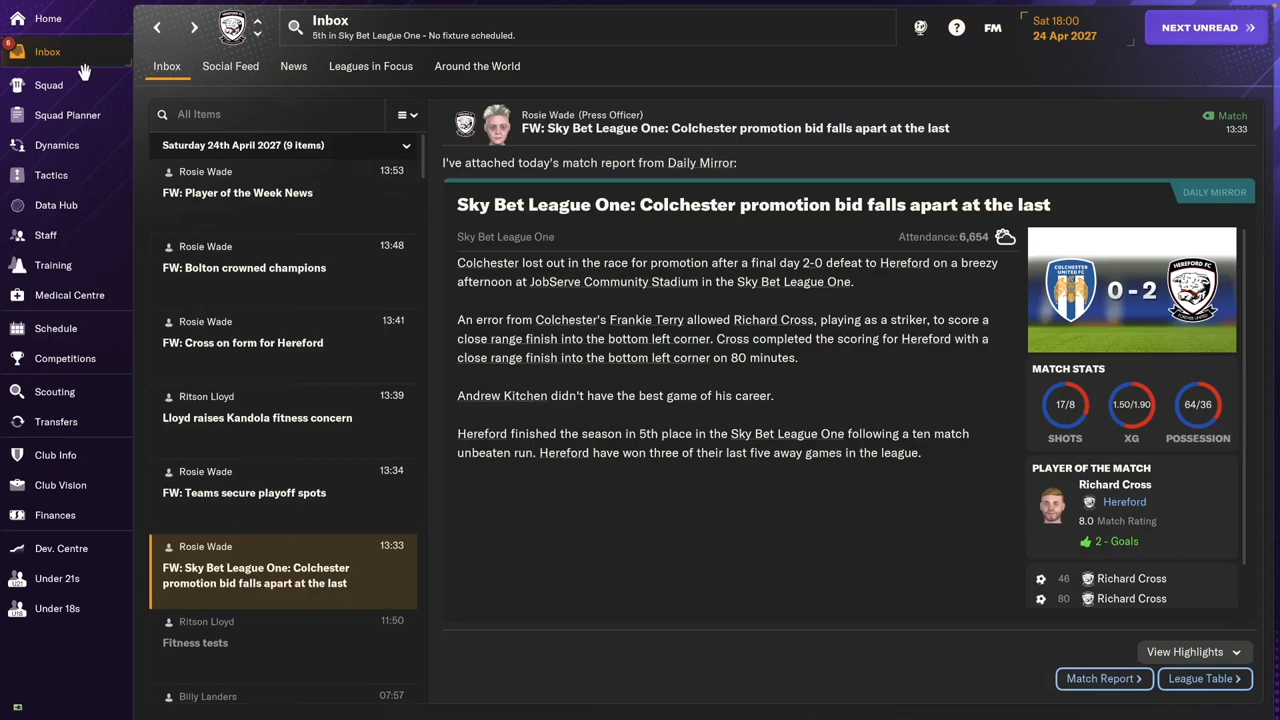 Home
6
Inbox
Squad
Squad Planner
Dynamics
Tactics
Data Hub
Staff
Training
Medical Centre
Schedule
Competitions
Scouting
Transfers
Club Info
Club Vision
Finances
Dev. Centre
U21
Under 21s
U18
Under 18s
Inbox
5th in Sky Bet League One - No fixture scheduled.
?
FM
Sat 18:00
24 Apr 2027
NEXT UNREAD
Inbox Social Feed News Leagues in Focus Around the World
All Items
Saturday 24th April 2027 (9 items)
Rosie Wade 13:53
FW: Player of the Week News
Rosie Wade 13:48
FW: Bolton crowned champions
Rosie Wade 13:41
FW: Cross on form for Hereford
Ritson Lloyd 13:39
Lloyd raises Kandola fitness concern
Rosie Wade 13:34
FW: Teams secure playoff spots
Rosie Wade 13:33
FW: Sky Bet League One: Colchester
promotion bid falls apart at the last
Ritson Lloyd 11:50
Fitness tests
Billy Landers 07:57
Rosie Wade (Press Officer)
FW: Sky Bet League One: Colchester promotion bid falls apart at the last
Match
13:33
I've attached today's match report from Daily Mirror:
DAILY MIRROR
Sky Bet League One: Colchester promotion bid falls apart at the last
Sky Bet League One
Attendance: 6,654
Colchester lost out in the race for promotion after a final day 2-0 defeat to Hereford on a breezy
afternoon at JobServe Community Stadium in the Sky Bet League One.
An error from Colchester's Frankie Terry allowed Richard Cross, playing as a striker, to score a
close range finish into the bottom left corner. Cross completed the scoring for Hereford with a
close range finish into the bottom left corner on 80 minutes.
Andrew Kitchen didn't have the best game of his career.
Hereford finished the season in 5th place in the Sky Bet League One following a ten match
unbeaten run. Hereford have won three of their last five away games in the league.
COLCHESTER
UNITED FC
0 - 2
HEREFORD FC
MATCH STATS
17/8 1.50/1.90 64/36
SHOTS XG POSSESSION
PLAYER OF THE MATCH
Richard Cross
Hereford
8.0 Match Rating
2 - Goals
46 Richard Cross
80 Richard Cross
View Highlights
Match Report
League Table